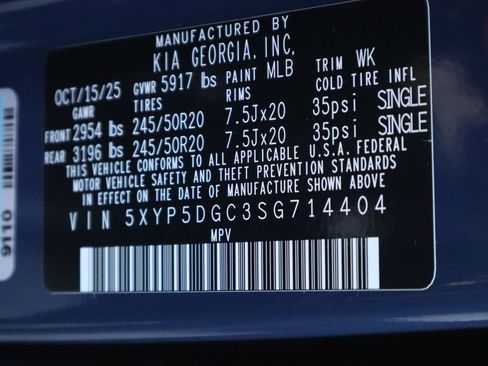 MANUFACTURED BY
KIA GEORGIA, INC.
OCT/15/25 GVWR 5917 lbs PAINT MLB TRIM WK
GAWR TIRES RIMS COLD TIRE INFL
FRONT 2954 lbs 245/50R20 7.5Jx20 35psi SINGLE
REAR 3196 lbs 245/50R20 7.5Jx20 35psi SINGLE
THIS VEHICLE CONFORMS TO ALL APPLICABLE U.S.A. FEDERAL
MOTOR VEHICLE SAFETY AND THEFT PREVENTION STANDARDS
IN EFFECT ON THE DATE OF MANUFACTURE SHOWN ABOVE
VIN 5XYP5DGC3SG714404
MPV
9110